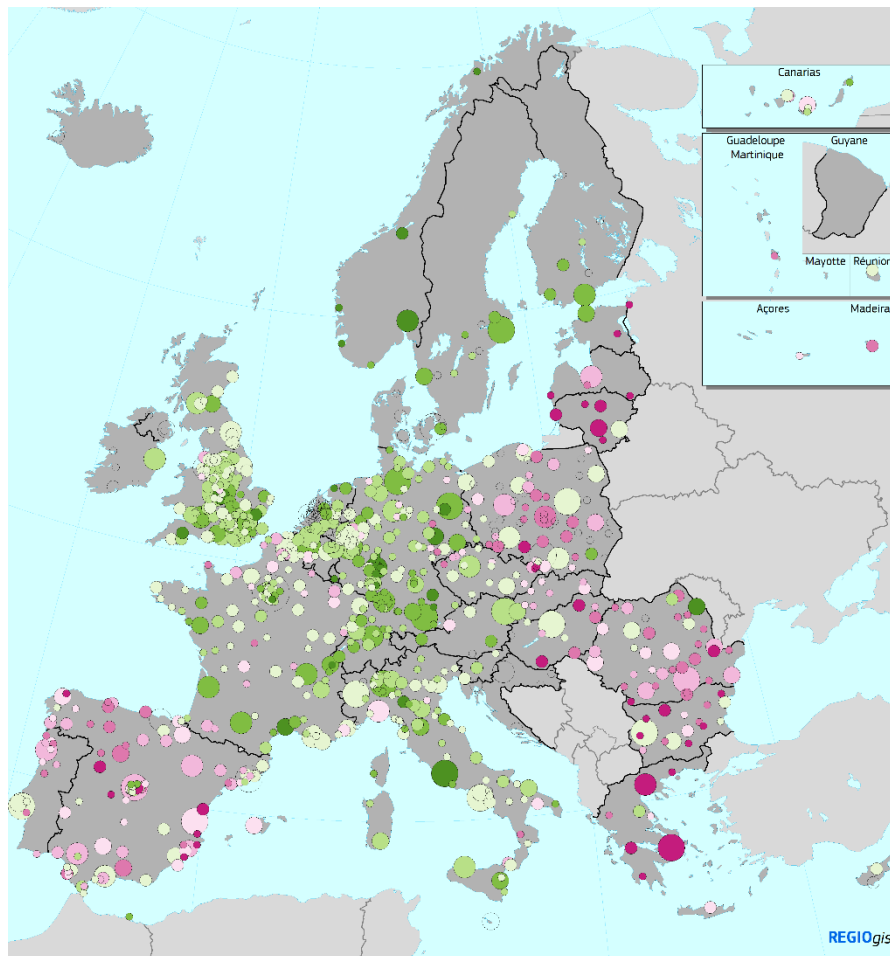 Canarias
Guadeloupe
Martinique
Guyane
Mayotte
Réunion
Açores
Madeira
REGIOgis